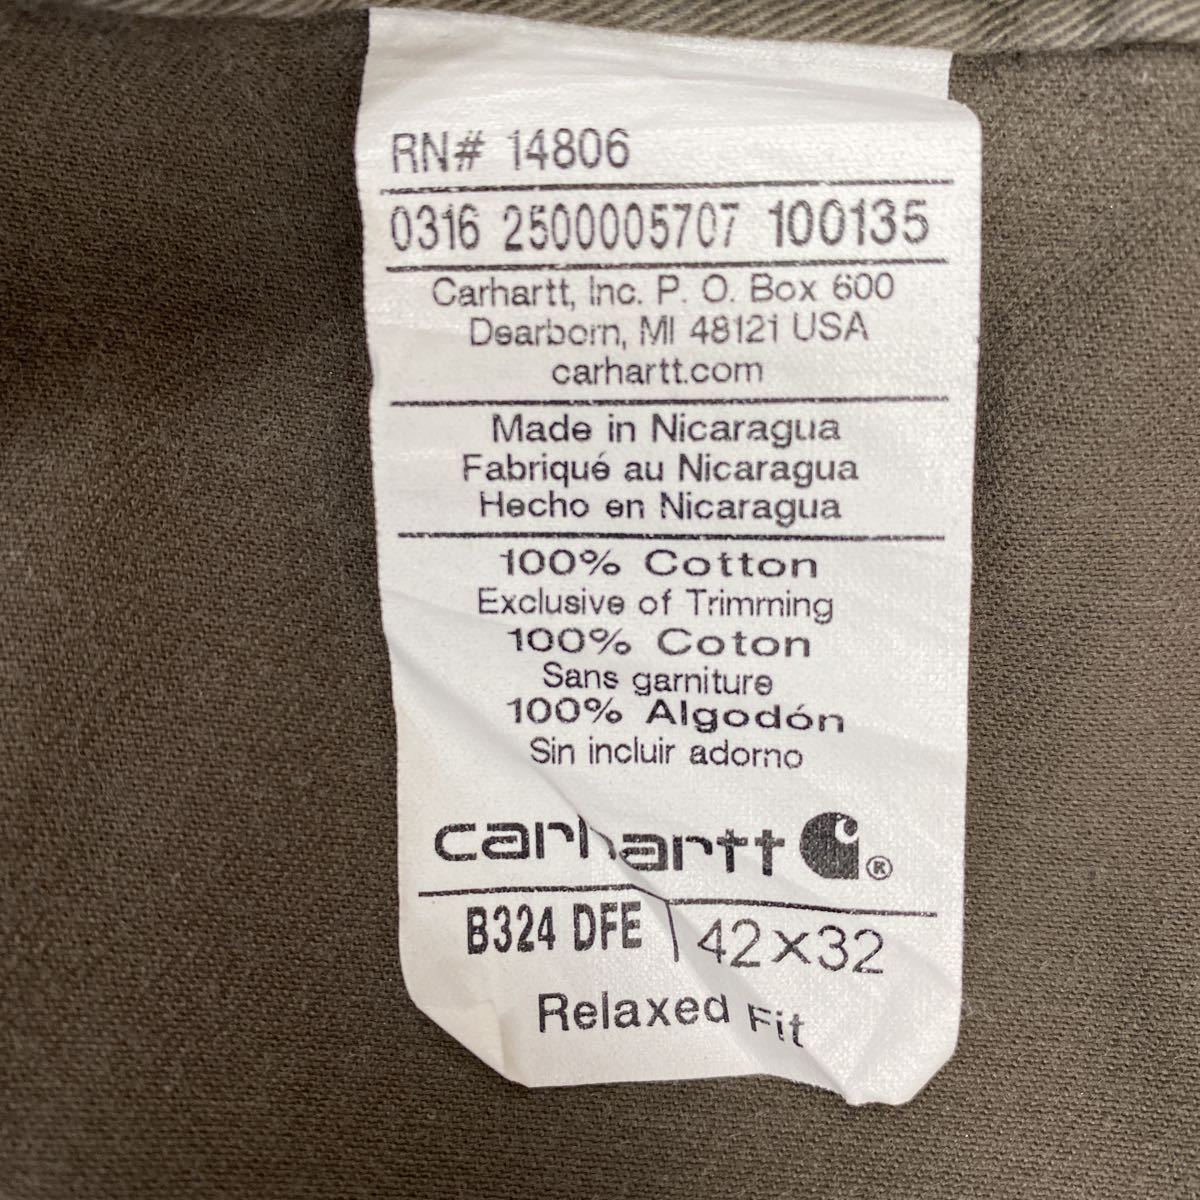 RN# 14806
0316 2500005707 100135
Carhartt, Inc. P. O. Box 600
Dearborn, MI 48121 USA
carhartt.com
Made in Nicaragua
Fabriqué au Nicaragua
Hecho en Nicaragua
100% Cotton
Exclusive of Trimming
100% Coton
Sans garniture
100% Algodón
Sin incluir adorno
carhartt ®
B324 DFE | 42×32
Relaxed Fit